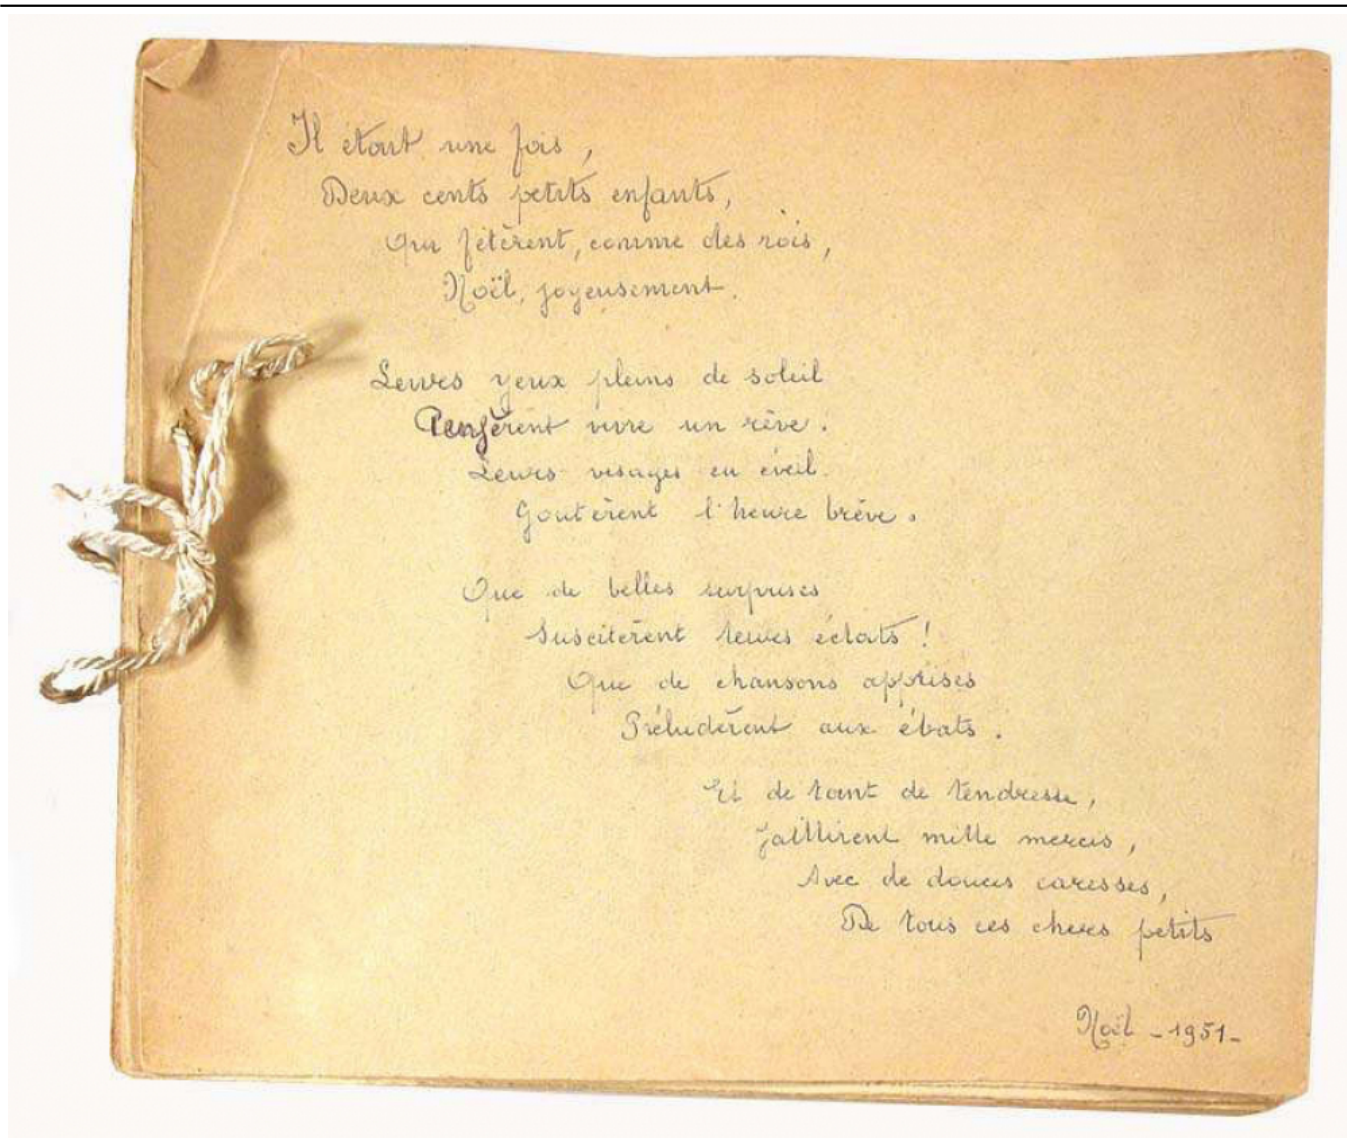 Il était une fois,
Deux cents petits enfants,
Qui fêtèrent, comme des rois,
Noël, joyeusement.
Leurs yeux pleins de soleil
Pensèrent vivre un rêve.
Leurs visages en éveil
Goutèrent l'heure brève.
Que de belles surprises
Suscitèrent leurs éclats !
Que de chansons apprises
Préludèrent aux ébats.
Et de tant de tendresse,
Jaillirent mille mercis,
Avec de douces caresses,
De tous ces chers petits
Noël - 1951 -